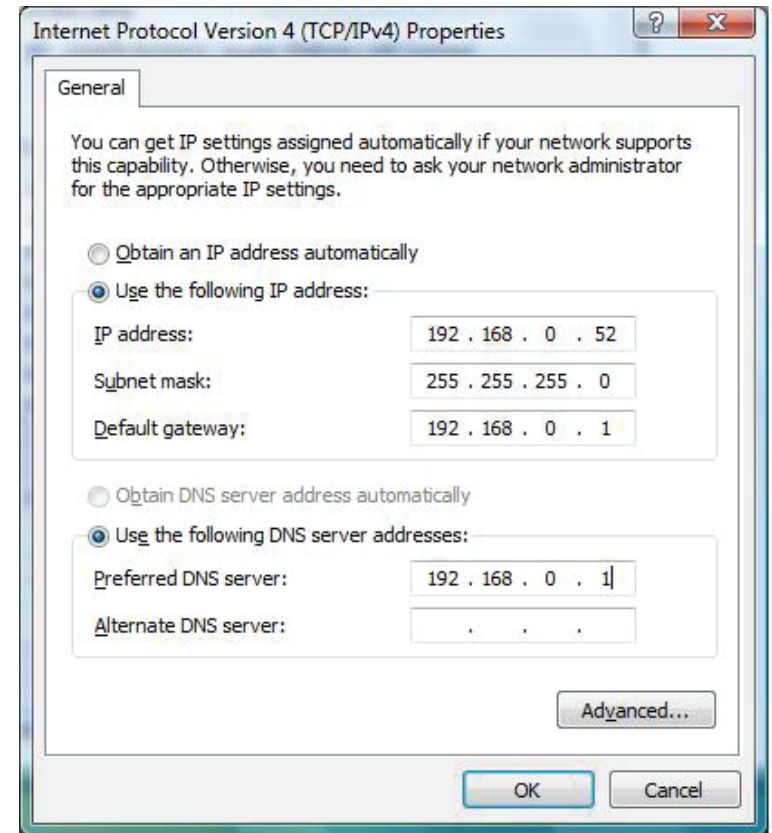 Internet Protocol Version 4 (TCP/IPv4) Properties
General
You can get IP settings assigned automatically if your network supports
this capability. Otherwise, you need to ask your network administrator
for the appropriate IP settings.
Obtain an IP address automatically
Use the following IP address:
IP address: 192 . 168 . 0 . 52
Subnet mask: 255 . 255 . 255 . 0
Default gateway: 192 . 168 . 0 . 1
Obtain DNS server address automatically
Use the following DNS server addresses:
Preferred DNS server: 192 . 168 . 0 . 1
Alternate DNS server: . . .
Advanced...
OK Cancel